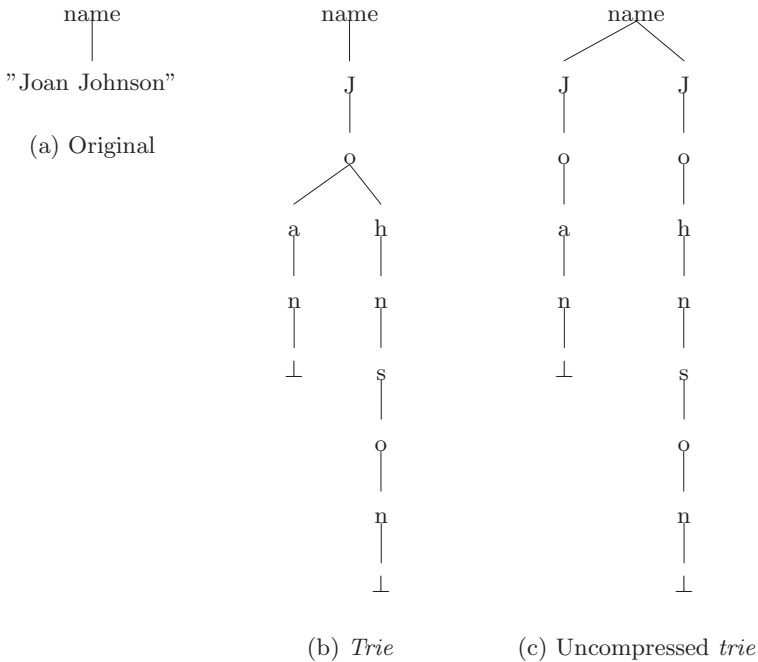 name name name
”Joan Johnson” J J J
(a) Original
o o o
a h a h
n n n n
⊥ s ⊥ s
o o
n n
⊥ ⊥
(b) Trie (c) Uncompressed trie